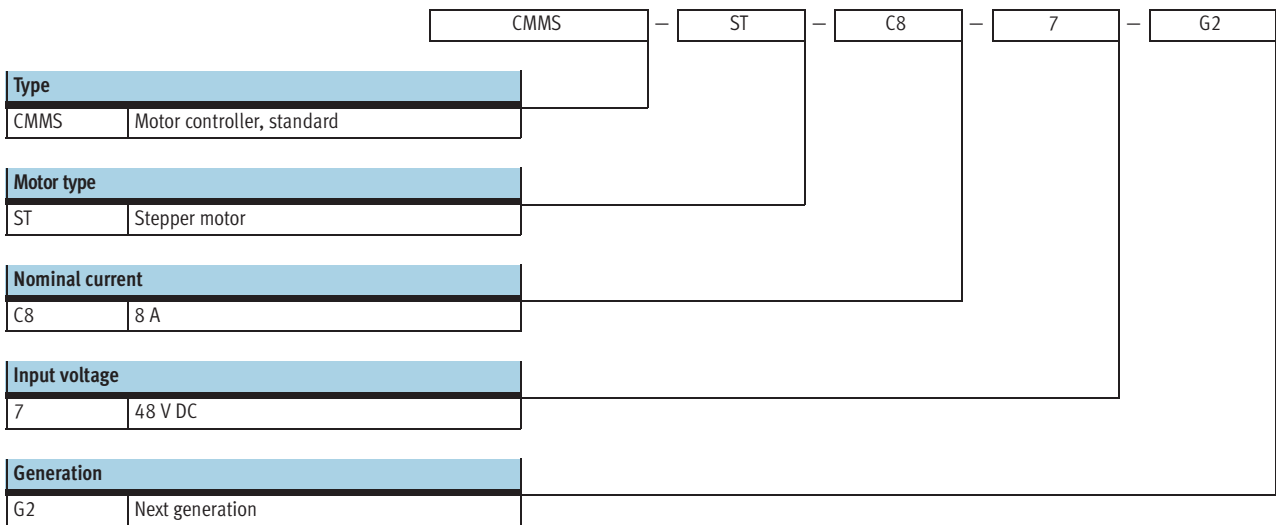 CMMS – ST – C8 – 7 – G2
Type
CMMS Motor controller, standard
Motor type
ST Stepper motor
Nominal current
C8 8 A
Input voltage
7 48 V DC
Generation
G2 Next generation